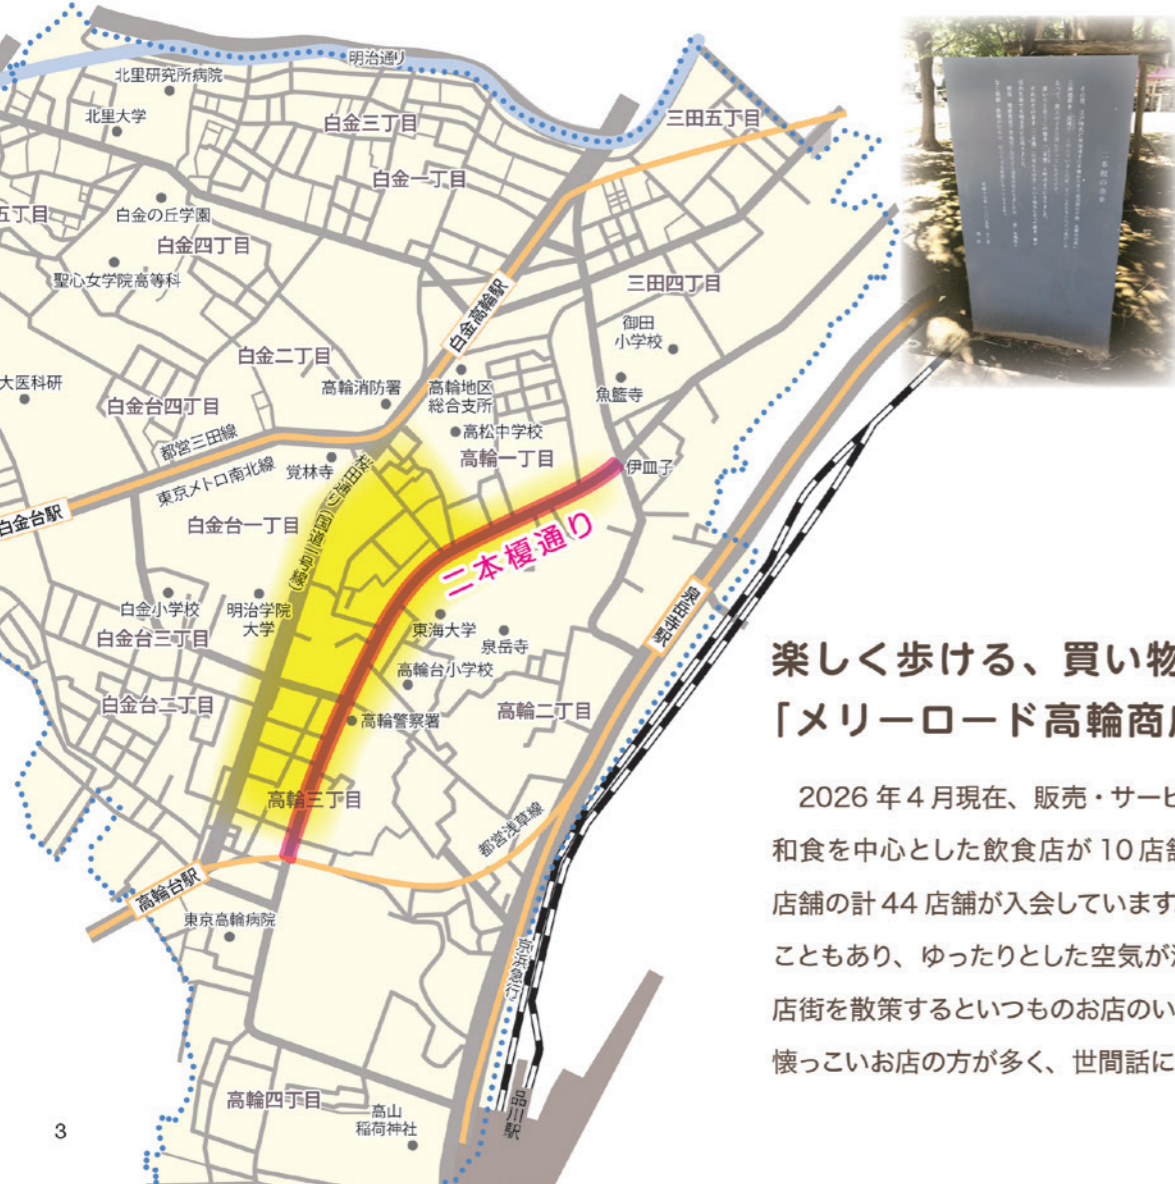 明治通り
北里研究所病院
北里大学
白金三丁目
三田五丁目
白金一丁目
五丁目
白金の丘学園
白金四丁目
聖心女学院高等科
三田四丁目
白金高輪駅
御田
小学校
白金二丁目
大医科研
高輪消防署
高輪地区
総合支所
魚籃寺
白金台四丁目
都営三田線
高松中学校
高輪一丁目
伊皿子
東京メトロ南北線
覚林寺
桜田通り(国道一号線)
白金台駅
白金台一丁目
二本榎通り
白金小学校
明治学院
大学
白金台三丁目
東海大学
泉岳寺
泉岳寺駅
高輪台小学校
白金台二丁目
高輪警察署
高輪二丁目
高輪三丁目
都営浅草線
高輪台駅
東京高輪病院
京浜急行
高輪四丁目
高山
稲荷神社
品川駅
3
楽しく歩ける、買い物
「メリーロード高輪商店
2026年4月現在、販売・サービ
和食を中心とした飲食店が10店舗
店舗の計44店舗が入会しています
こともあり、ゆったりとした空気が
店街を散策するといつものお店のい
懐っこいお店の方が多く、世間話に